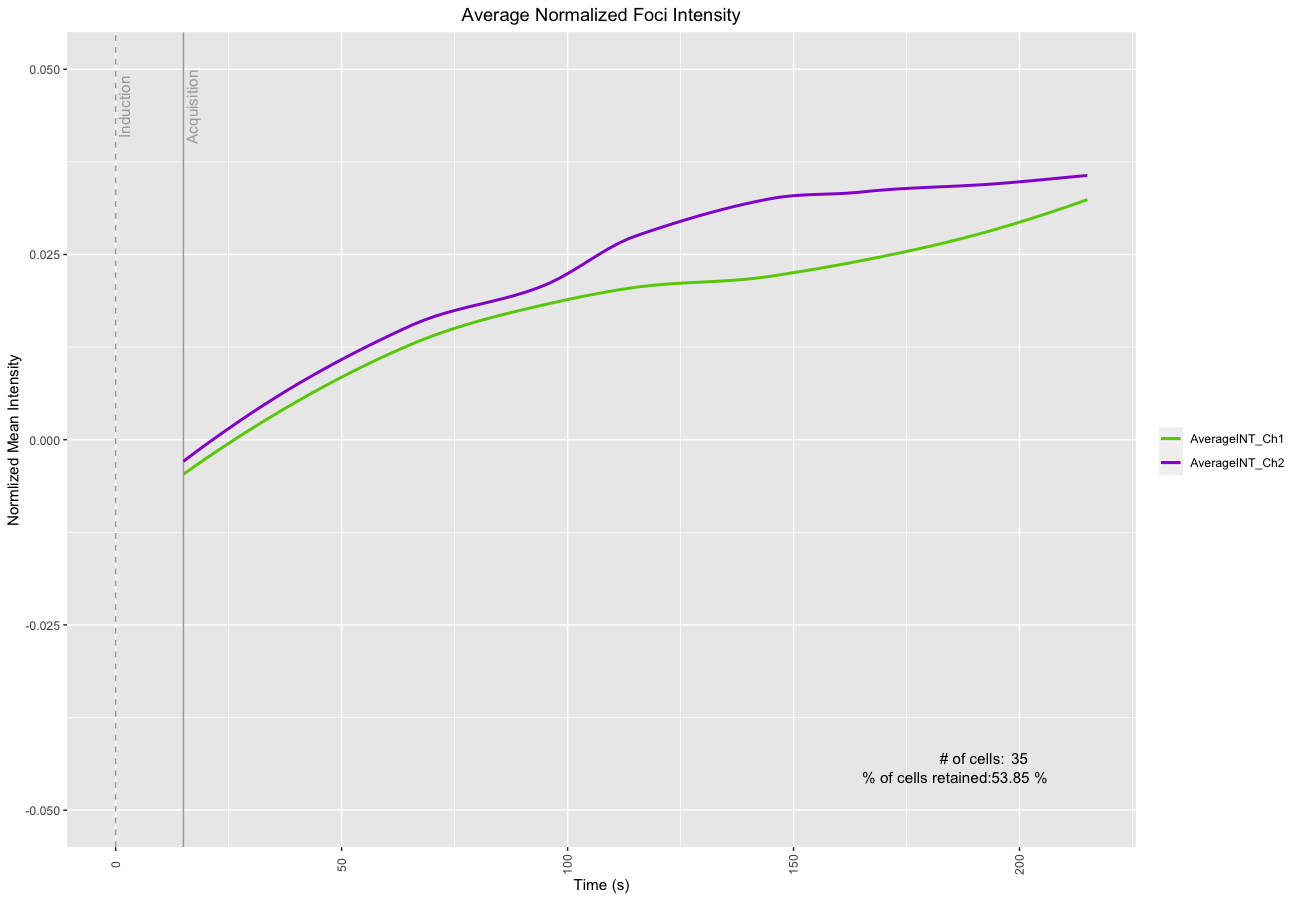 Average Normalized Foci Intensity
Normlized Mean Intensity
0.050
0.025
0.000
-0.025
-0.050
Induction
Acquisition
# of cells: 35
% of cells retained:53.85 %
0
50
100
150
200
Time (s)
AverageINT_Ch1
AverageINT_Ch2